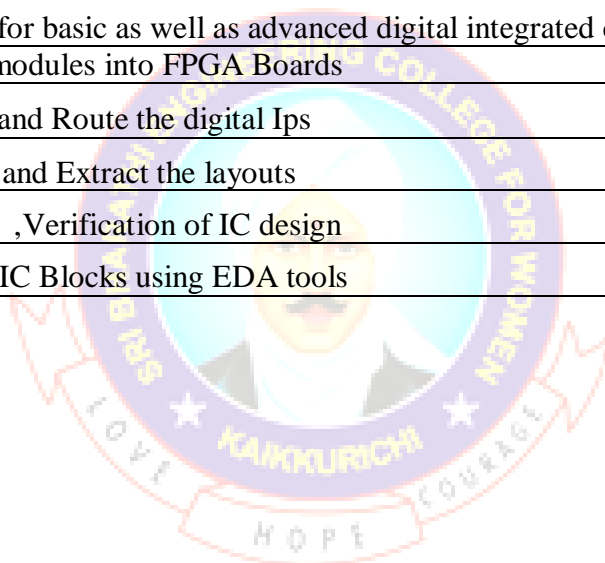 for basic as well as advanced digital integrated
modules into FPGA Boards
and Route the digital Ips
and Extract the layouts
,Verification of IC design
IC Blocks using EDA tools
SRI BHARATHI ENGINEERING COLLEGE FOR WOMEN
KAIKKURICHI
LOVE
HOPE
COURAGE